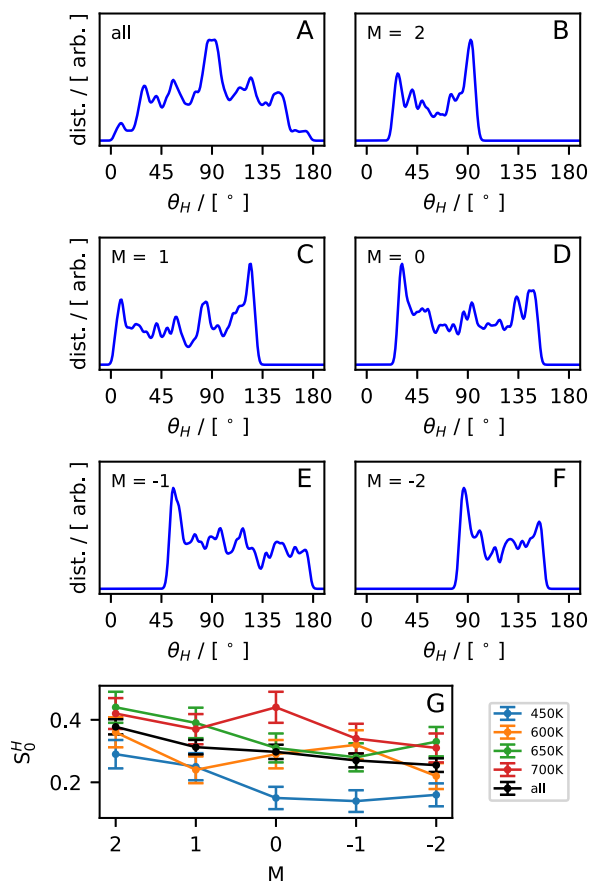 all A
M = 2 B
dist. / [ arb. ]
0 45 90 135 180
0 45 90 135 180
θH / [ ° ]
θH / [ ° ]
M = 1 C
M = 0 D
dist. / [ arb. ]
0 45 90 135 180
0 45 90 135 180
θH / [ ° ]
θH / [ ° ]
M = -1 E
M = -2 F
dist. / [ arb. ]
0 45 90 135 180
0 45 90 135 180
θH / [ ° ]
θH / [ ° ]
G
0.4
0.2
S0H
2 1 0 -1 -2
M
450K
600K
650K
700K
all